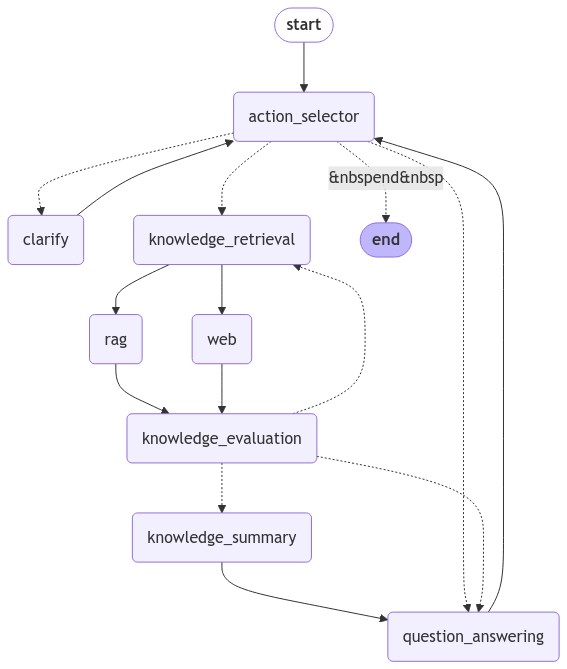 start
action_selector
&nbspend&nbsp
clarify
knowledge_retrieval
end
rag
web
knowledge_evaluation
knowledge_summary
question_answering